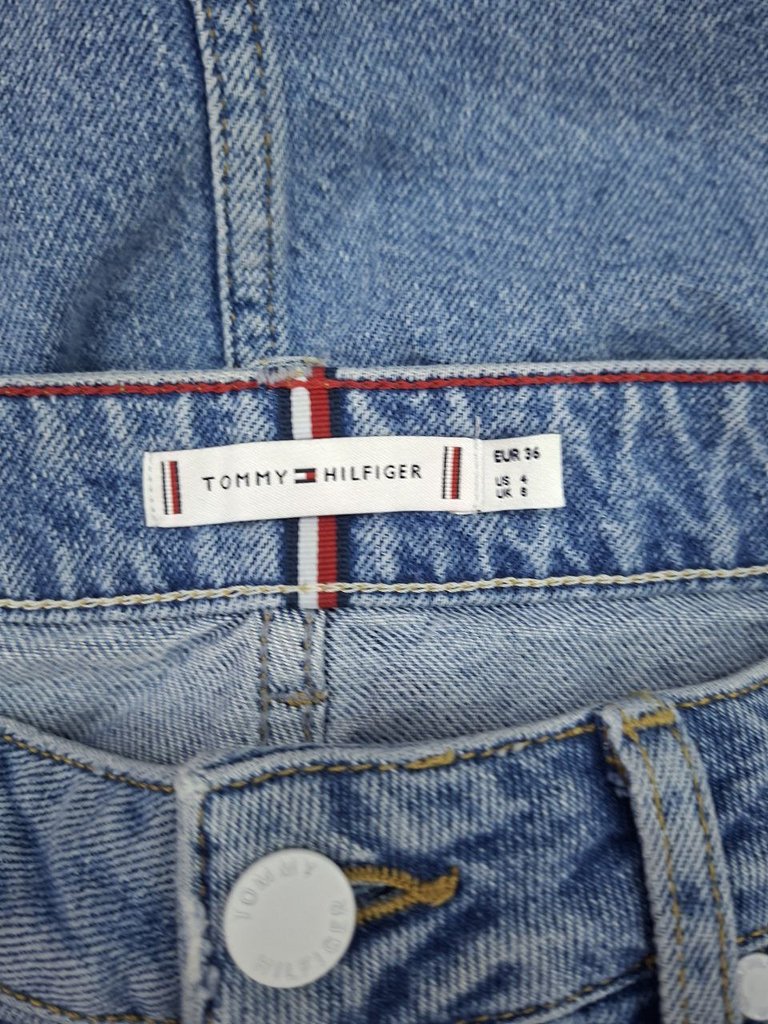 TOMMY HILFIGER
EUR 36
US 4
UK 8
TOMMY
HILFIGER